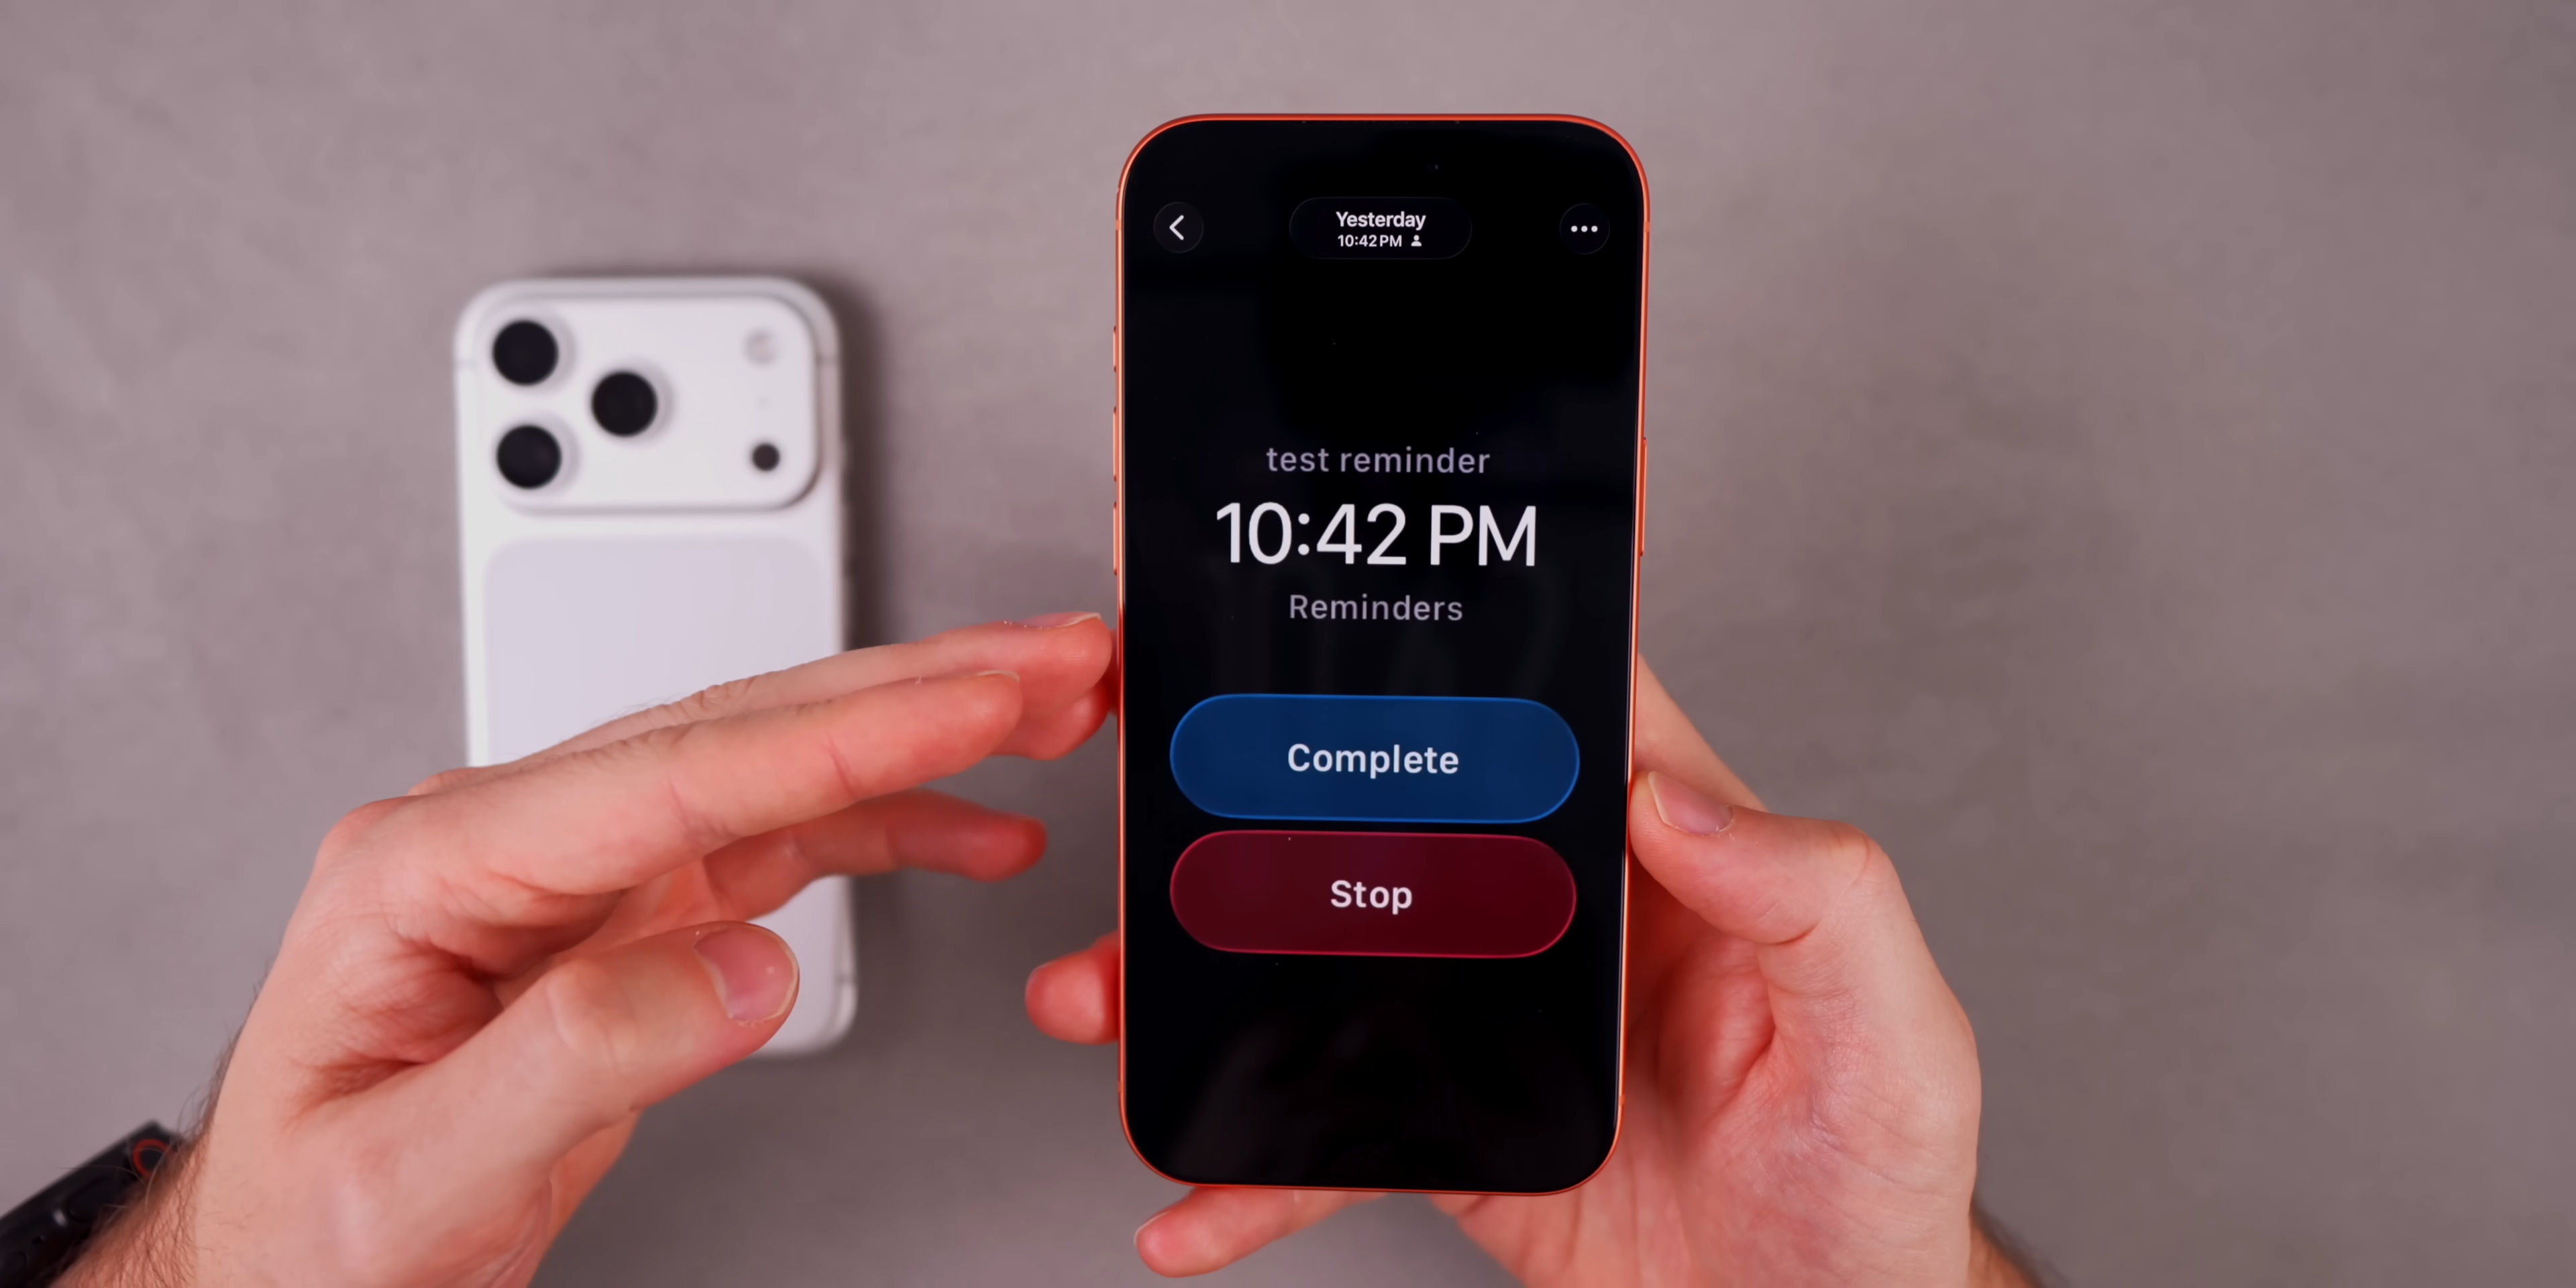 Yesterday
10:42 PM
test reminder
10:42 PM
Reminders
Complete
Stop